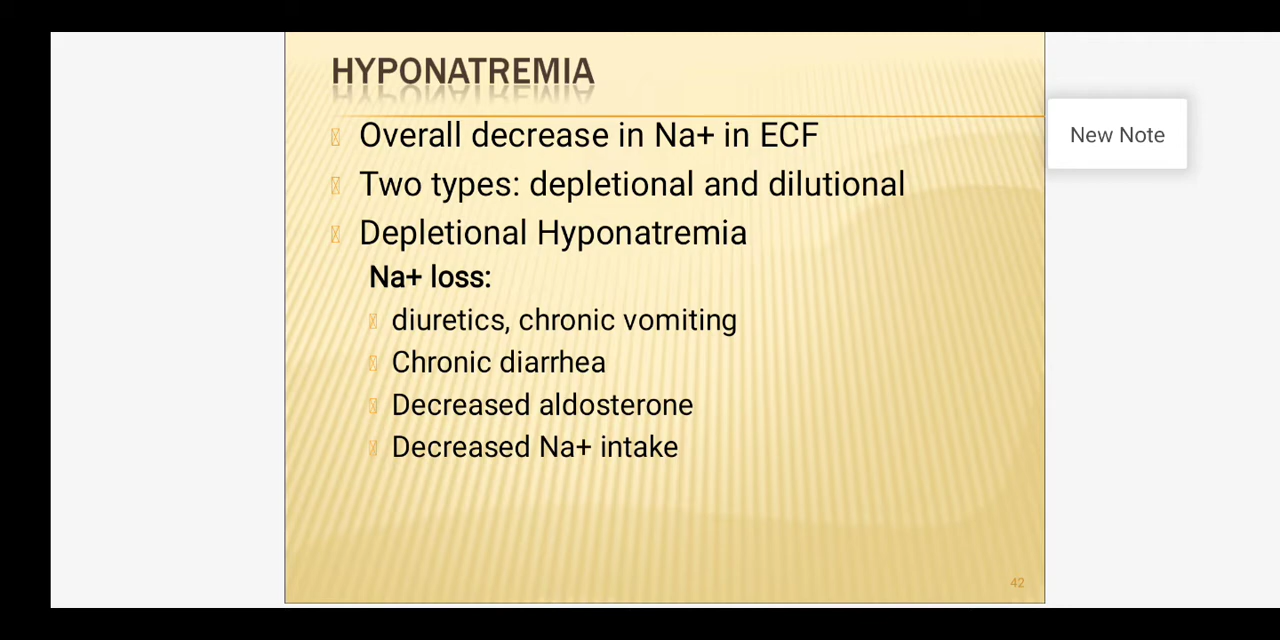 HYPONATREMIA
Overall decrease in Na+ in ECF
New Note
Two types: depletional and dilutional
Depletional Hyponatremia
Na+ loss:
diuretics, chronic vomiting
Chronic diarrhea
Decreased aldosterone
Decreased Na+ intake
42